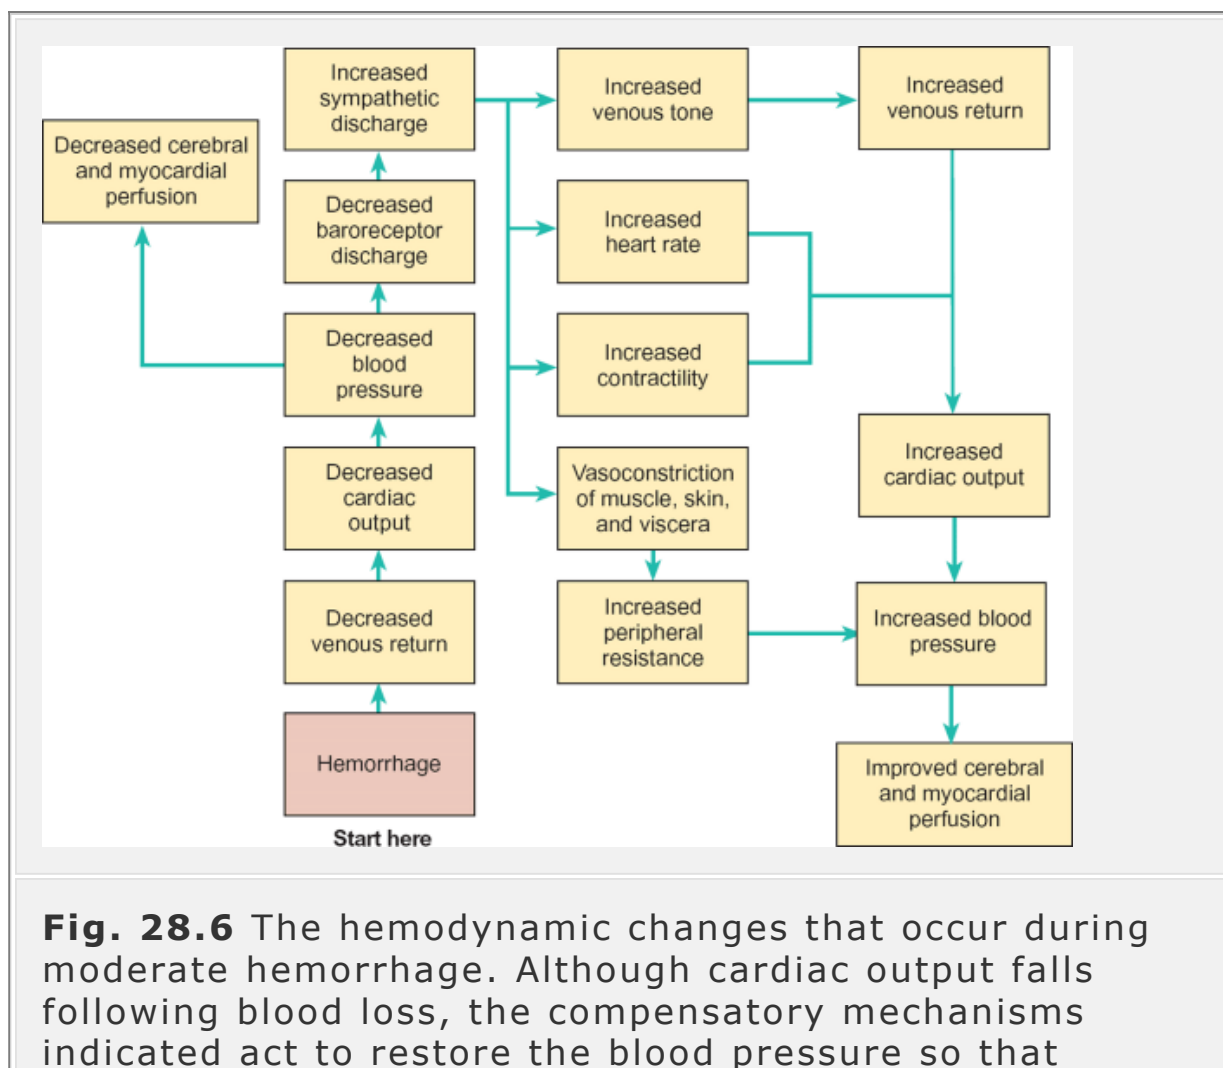 Increased
sympathetic
discharge
Increased
venous tone
Increased
venous return
Decreased cerebral
and myocardial
perfusion
Decreased
baroreceptor
discharge
Increased
heart rate
Decreased
blood
pressure
Increased
contractility
Decreased
cardiac
output
Vasoconstriction
of muscle, skin,
and viscera
Increased
cardiac output
Decreased
venous return
Increased
peripheral
resistance
Increased blood
pressure
Hemorrhage
Improved cerebral
and myocardial
perfusion
Start here
Fig. 28.6 The hemodynamic changes that occur during
moderate hemorrhage. Although cardiac output falls
following blood loss, the compensatory mechanisms
indicated act to restore the blood pressure so that